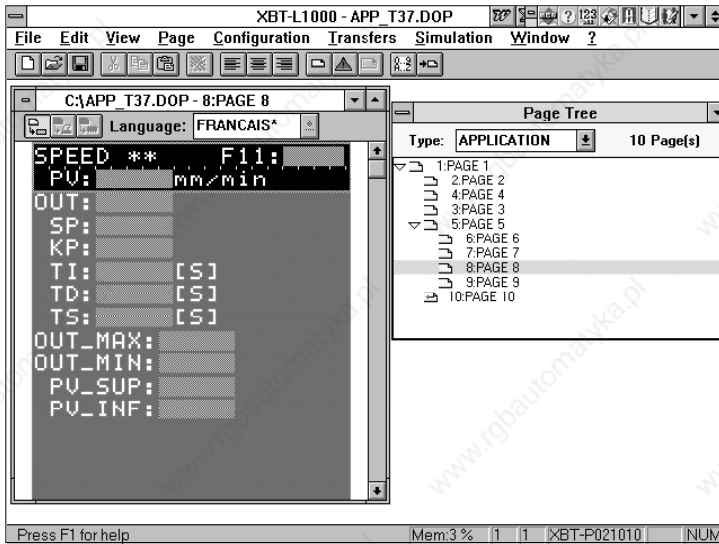 XBT-L1000 - APP_T37.DOP
File Edit View Page Configuration Transfers Simulation Window ?
C:\APP_T37.DOP - 8:PAGE 8
Language: FRANCAIS*
SPEED ** F11:
PV: mm/min
OUT:
SP:
KP:
TI: [S]
TD: [S]
TS: [S]
OUT_MAX:
OUT_MIN:
PV_SUP:
PV_INF:
Page Tree
Type: APPLICATION 10 Page(s)
1:PAGE 1
2:PAGE 2
4:PAGE 4
3:PAGE 3
5:PAGE 5
6:PAGE 6
7:PAGE 7
8:PAGE 8
9:PAGE 9
10:PAGE 10
Press F1 for help Mem:3 % 1 1 XBT-P021010 NUM
www.rgbautomatyka.pl